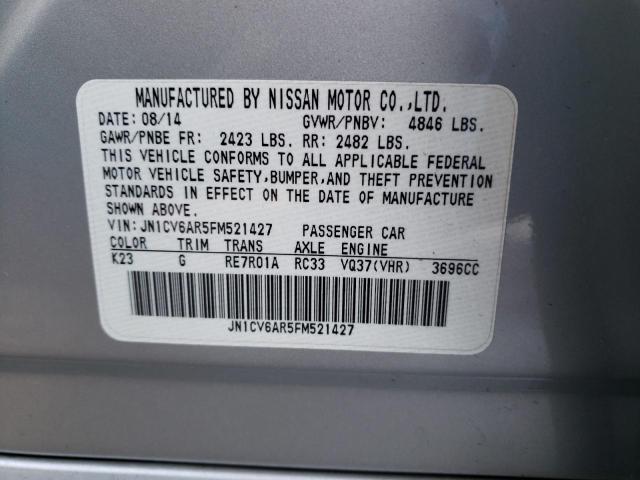 MANUFACTURED BY NISSAN MOTOR CO.,LTD.
DATE: 08/14 GVWR/PNBV: 4846 LBS.
GAWR/PNBE FR: 2423 LBS. RR: 2482 LBS.
THIS VEHICLE CONFORMS TO ALL APPLICABLE FEDERAL
MOTOR VEHICLE SAFETY,BUMPER,AND THEFT PREVENTION
STANDARDS IN EFFECT ON THE DATE OF MANUFACTURE
SHOWN ABOVE.
VIN: JN1CV6AR5FM521427 PASSENGER CAR
COLOR TRIM TRANS AXLE ENGINE
K23 G RE7R01A RC33 VQ37(VHR) 3696CC
JN1CV6AR5FM521427